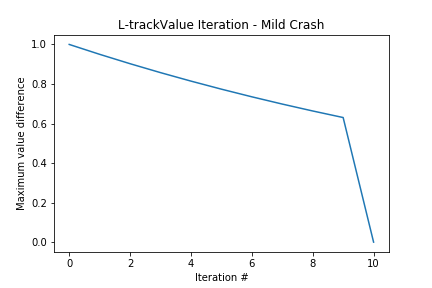 L-trackValue Iteration - Mild Crash
Maximum value difference
1.0
0.8
0.6
0.4
0.2
0.0
0 2 4 6 8 10
Iteration #